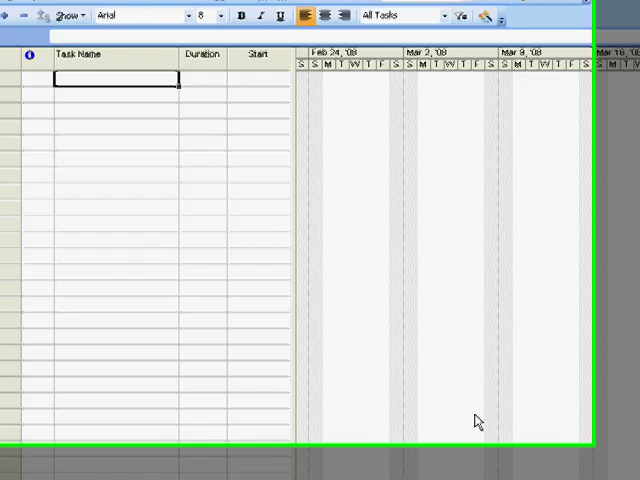 Show Arial 8 B I U All Tasks
Task Name Duration Start Feb 24, '08 Mar 2, '08 Mar 9, '08 Mar 16, '08
S S M T W T F S S M T W T F S S M T W T F S S M T W